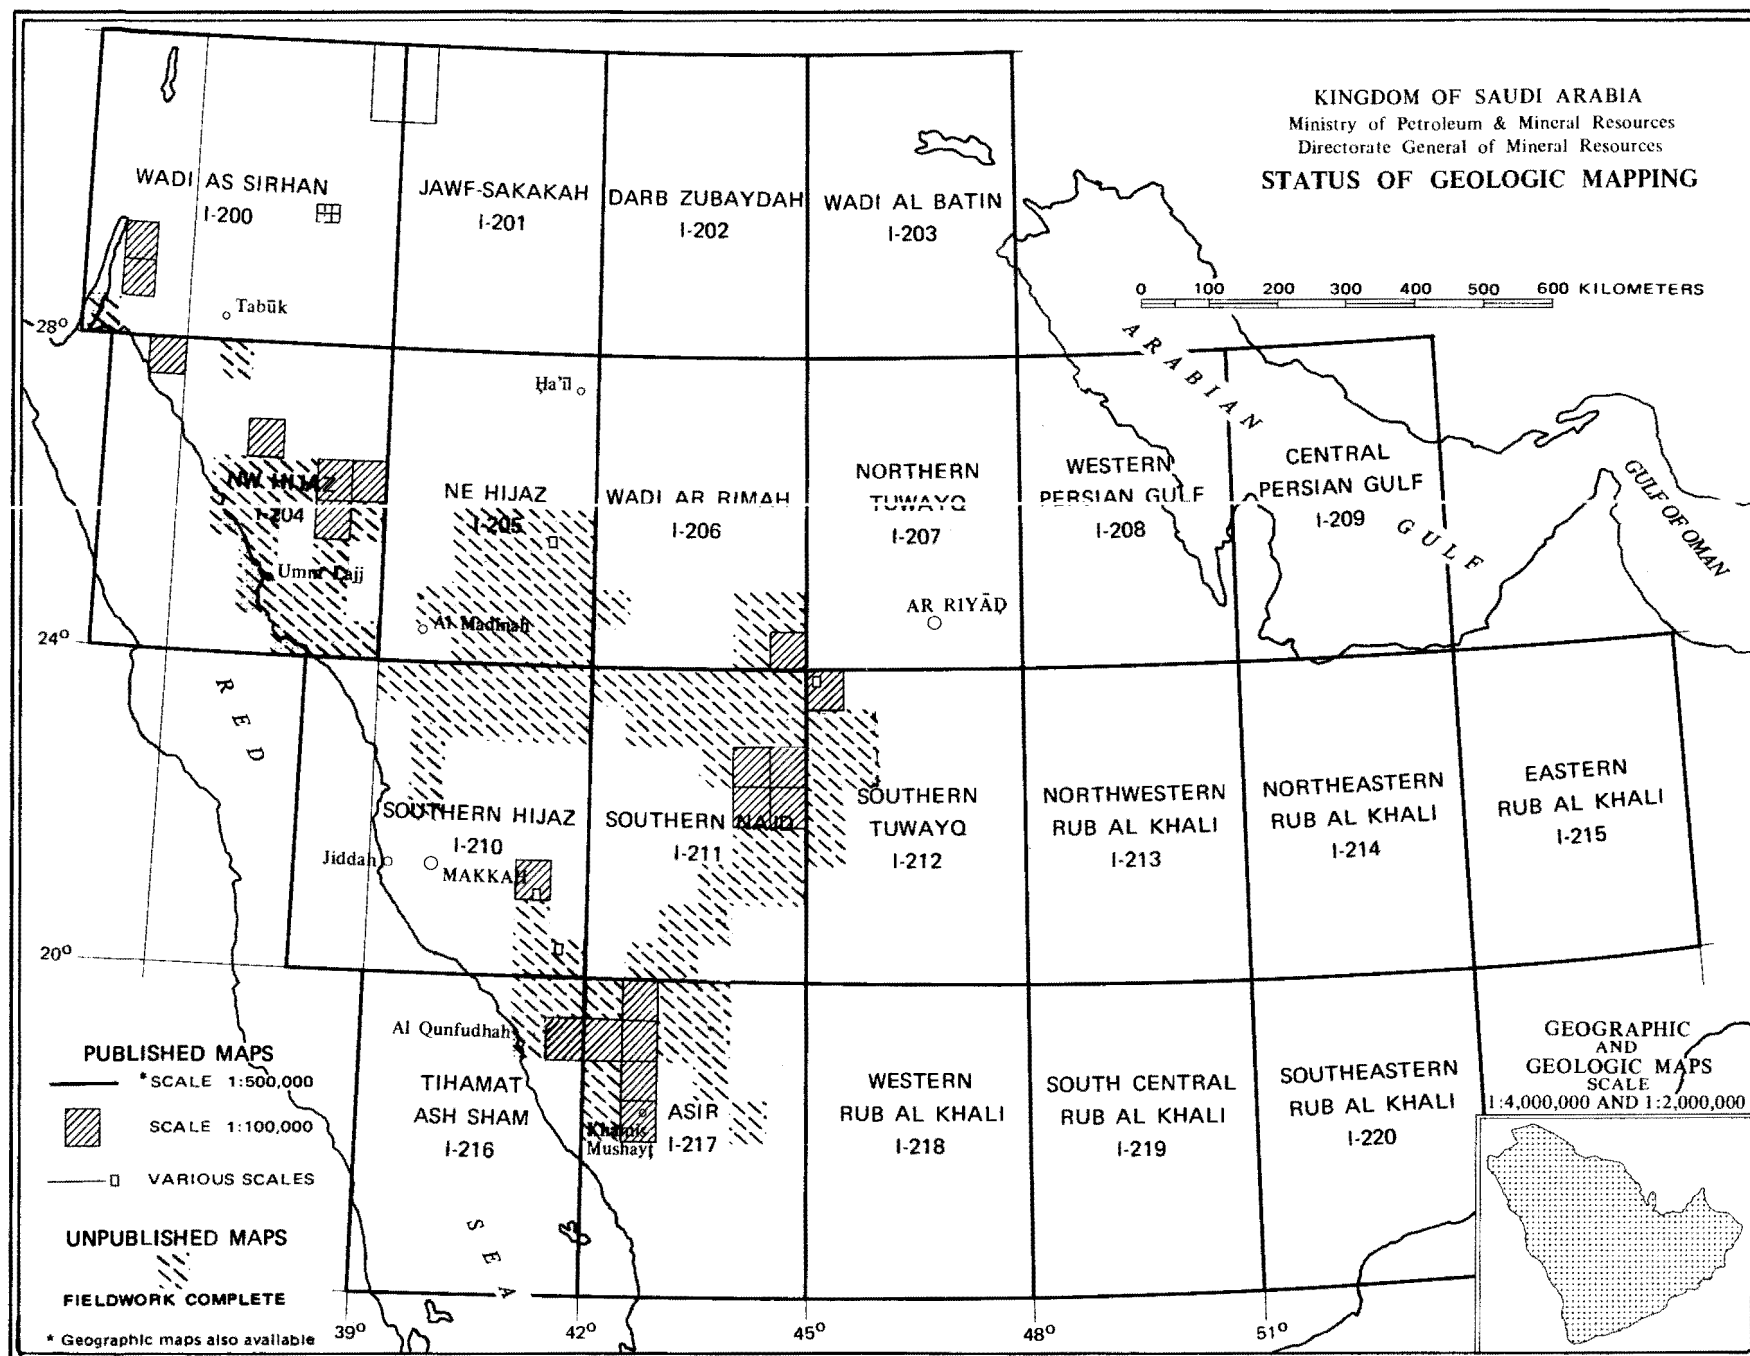 KINGDOM OF SAUDI ARABIA
Ministry of Petroleum & Mineral Resources
Directorate General of Mineral Resources
STATUS OF GEOLOGIC MAPPING
0 100 200 300 400 500 600 KILOMETERS
WADI AS SIRHAN
I-200
JAWF-SAKAKAH
I-201
DARB ZUBAYDAH
I-202
WADI AL BATIN
I-203
Tabūk
28°
ARABIAN
GULF
GULF OF OMAN
Ḥa'il
NW HIJAZ
I-204
NE HIJAZ
I-205
WADI AR RIMAH
I-206
NORTHERN
TUWAYQ
I-207
WESTERN
PERSIAN GULF
I-208
CENTRAL
PERSIAN GULF
I-209
Umm Lajj
Al Madīnah
AR RIYĀḌ
24°
RED
SEA
SOUTHERN HIJAZ
I-210
SOUTHERN NAJD
I-211
SOUTHERN
TUWAYQ
I-212
NORTHWESTERN
RUB AL KHALI
I-213
NORTHEASTERN
RUB AL KHALI
I-214
EASTERN
RUB AL KHALI
I-215
Jiddah
MAKKAH
20°
Al Qunfudhah
TIHAMAT
ASH SHAM
I-216
ASIR
I-217
Khamis
Mushayţ
WESTERN
RUB AL KHALI
I-218
SOUTH CENTRAL
RUB AL KHALI
I-219
SOUTHEASTERN
RUB AL KHALI
I-220
GEOGRAPHIC
AND
GEOLOGIC MAPS
SCALE
1:4,000,000 AND 1:2,000,000
PUBLISHED MAPS
*SCALE 1:500,000
SCALE 1:100,000
VARIOUS SCALES
UNPUBLISHED MAPS
FIELDWORK COMPLETE
* Geographic maps also available
39° 42° 45° 48° 51°